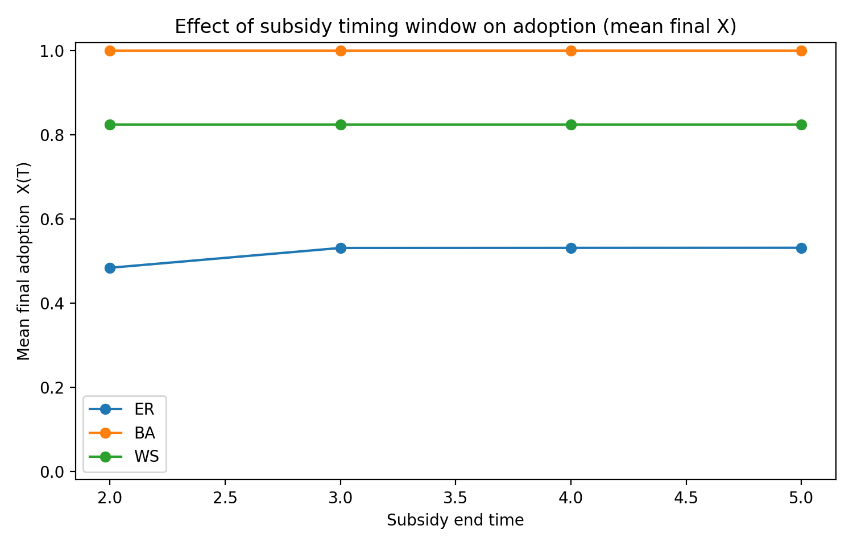 Effect of subsidy timing window on adoption (mean final X)
Mean final adoption X(T)
1.0
0.8
0.6
0.4
0.2
0.0
ER
BA
WS
2.0 2.5 3.0 3.5 4.0 4.5 5.0
Subsidy end time